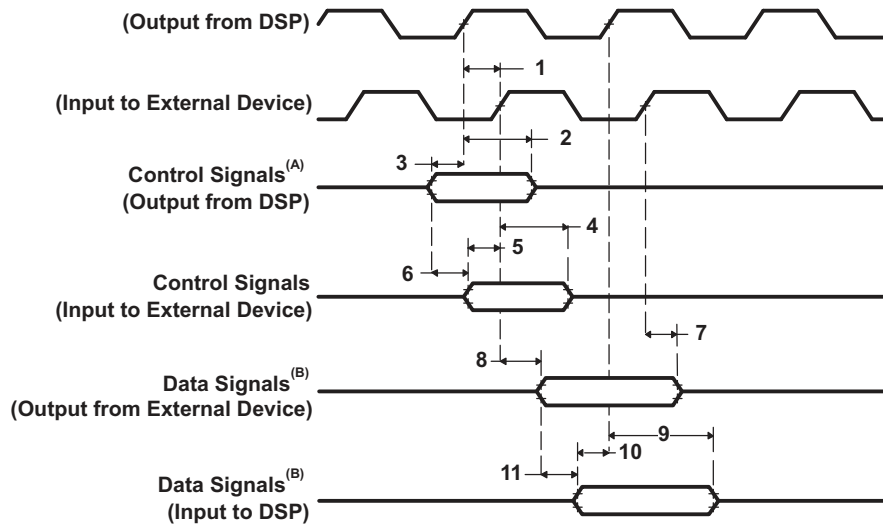 (Output from DSP)
1
(Input to External Device)
2
3
Control Signals(A)
(Output from DSP)
4
5
6
Control Signals
(Input to External Device)
7
8
Data Signals(B)
(Output from External Device)
9
10
11
Data Signals(B)
(Input to DSP)